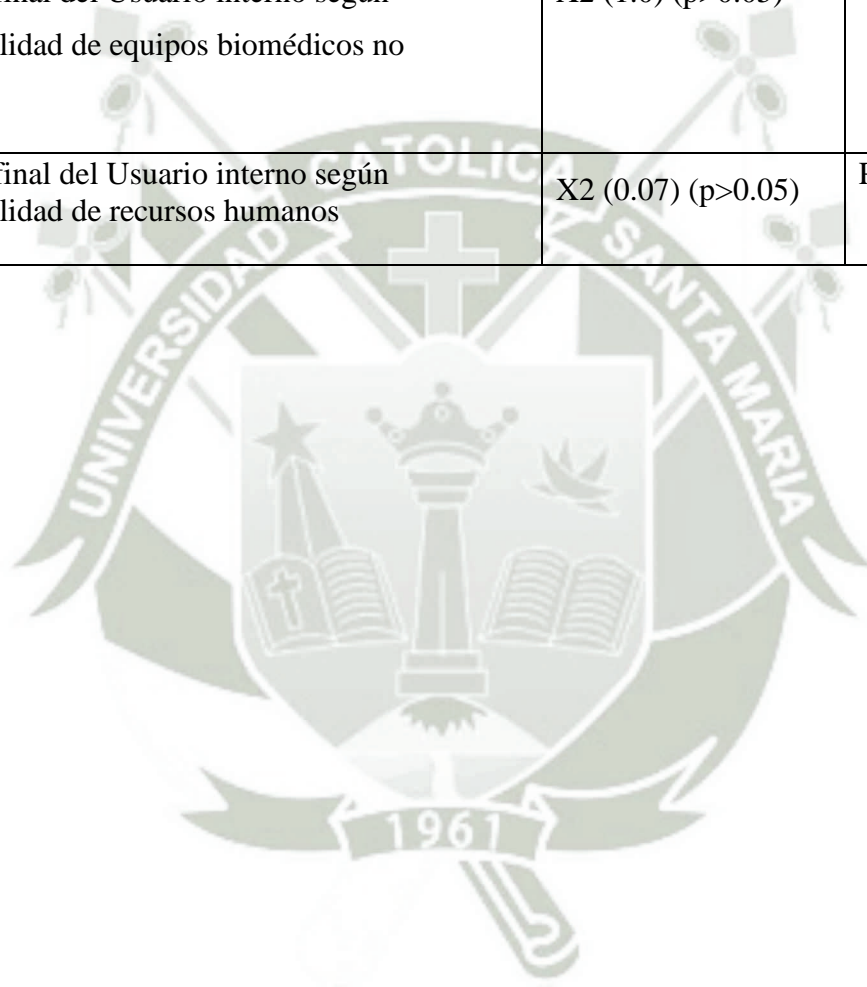 final del Usuario interno según
lidad de equipos biomédicos no
final del Usuario interno según
lidad de recursos humanos
X2 (0.07) (p>0.05)
UNIVERSIDAD CATOLICA SANTA MARIA
1961